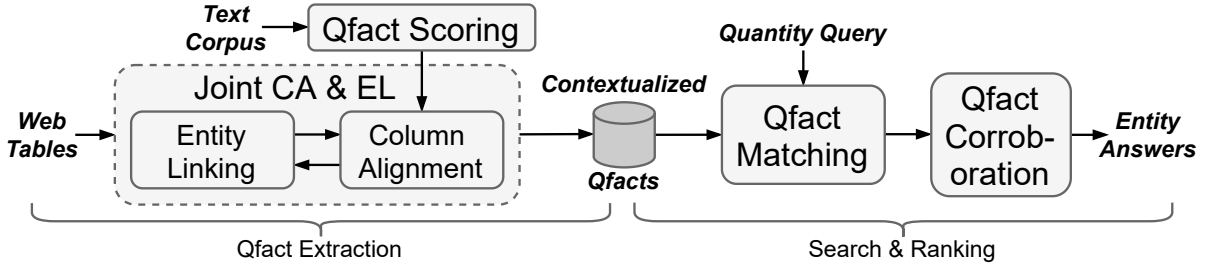 Text
Corpus
Qfact Scoring
Quantity Query
Joint CA & EL
Contextualized
Web
Tables
Entity
Linking
Column
Alignment
Qfacts
Qfact
Matching
Qfact
Corrob-
oration
Entity
Answers
Qfact Extraction
Search & Ranking